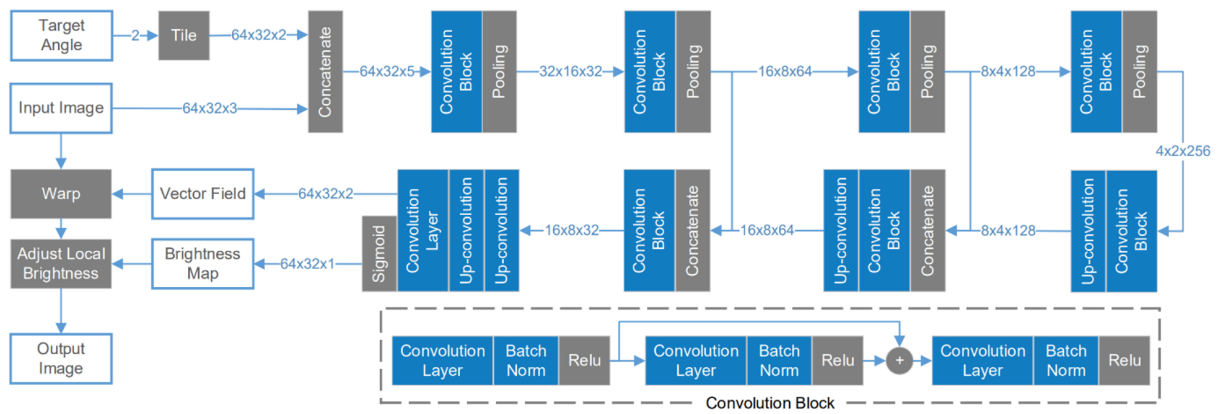 Target
Angle
2
Tile
64x32x2
Concatenate
64x32x5
Convolution
Block
Pooling
32x16x32
Convolution
Block
Pooling
16x8x64
Convolution
Block
Pooling
8x4x128
Convolution
Block
Pooling
Input Image
64x32x3
4x2x256
Warp
Vector Field
64x32x2
Convolution
Layer
Up-convolution
Up-convolution
16x8x32
Convolution
Block
Concatenate
16x8x64
Up-convolution
Convolution
Block
Concatenate
8x4x128
Up-convolution
Convolution
Block
Adjust Local
Brightness
Brightness
Map
64x32x1
Sigmoid
Output
Image
Convolution
Layer
Batch
Norm
Relu
Convolution
Layer
Batch
Norm
Relu
+
Convolution
Layer
Batch
Norm
Relu
Convolution Block